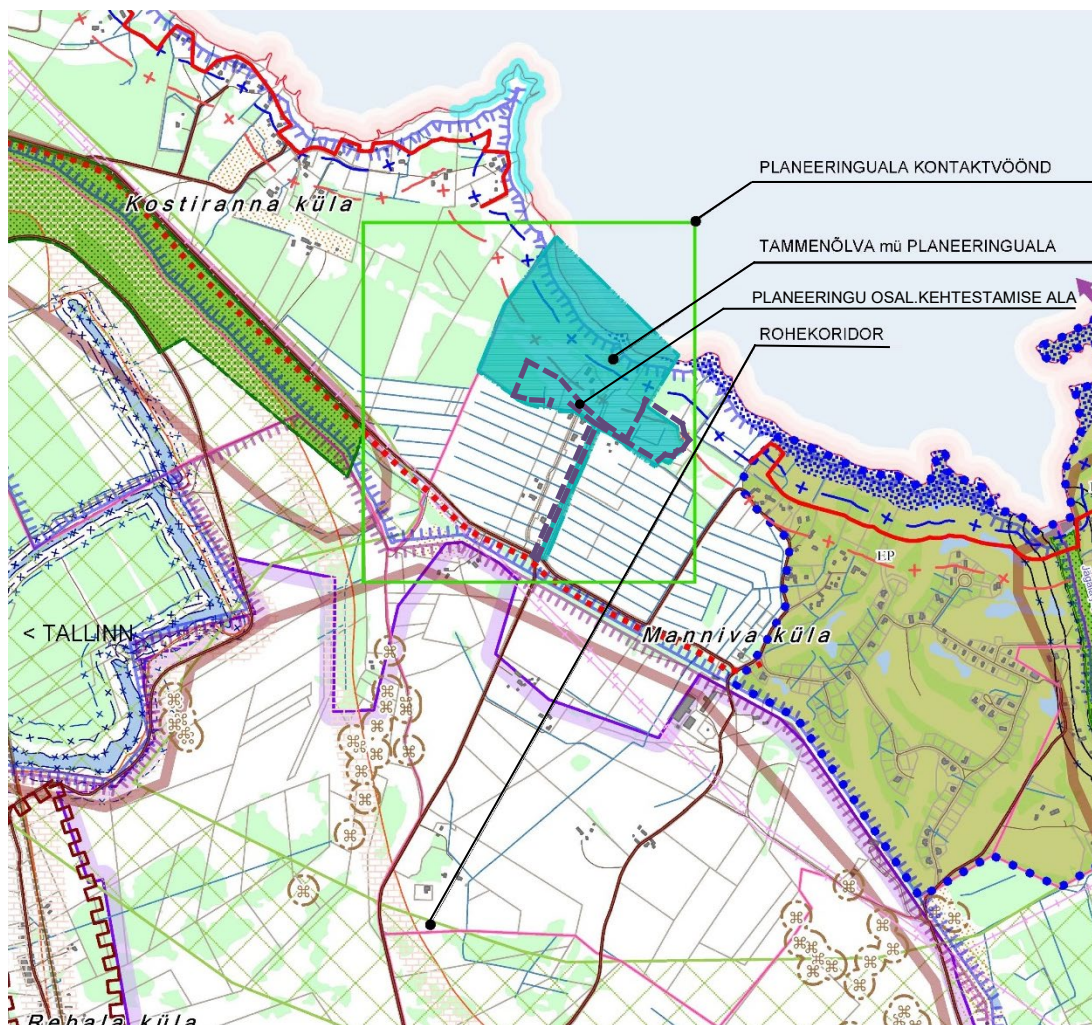 PLANEERINGUALA KONTAKTVÖÖND
Kostiranna küla
TAMMENÕLVA mü PLANEERINGUALA
PLANEERINGU OSAL.KEHTESTAMISE ALA
ROHEKORIDOR
EP
< TALLINN
Manniva küla
Rebala küla